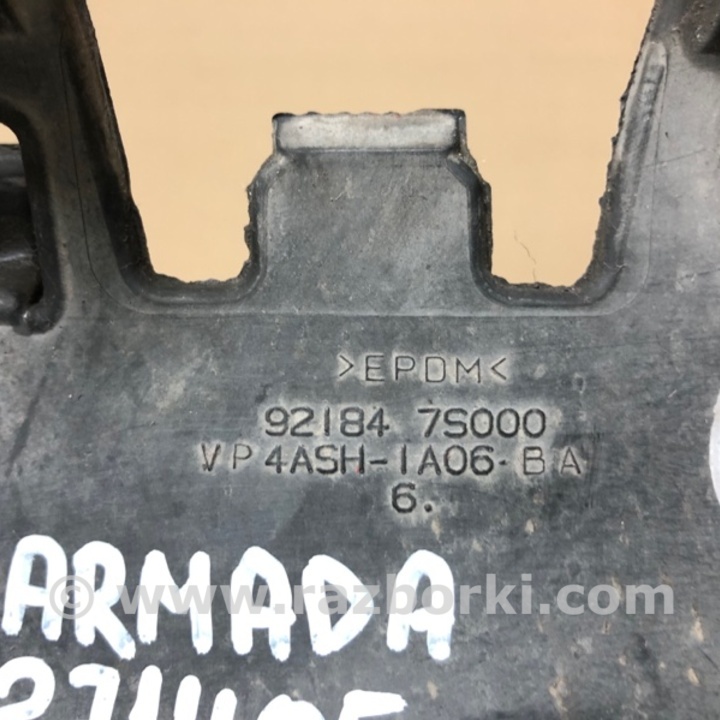 >EPDM<
92184 7S000
VP4ASH-1A06-BA
6.
ARMADA
© www.razborki.com